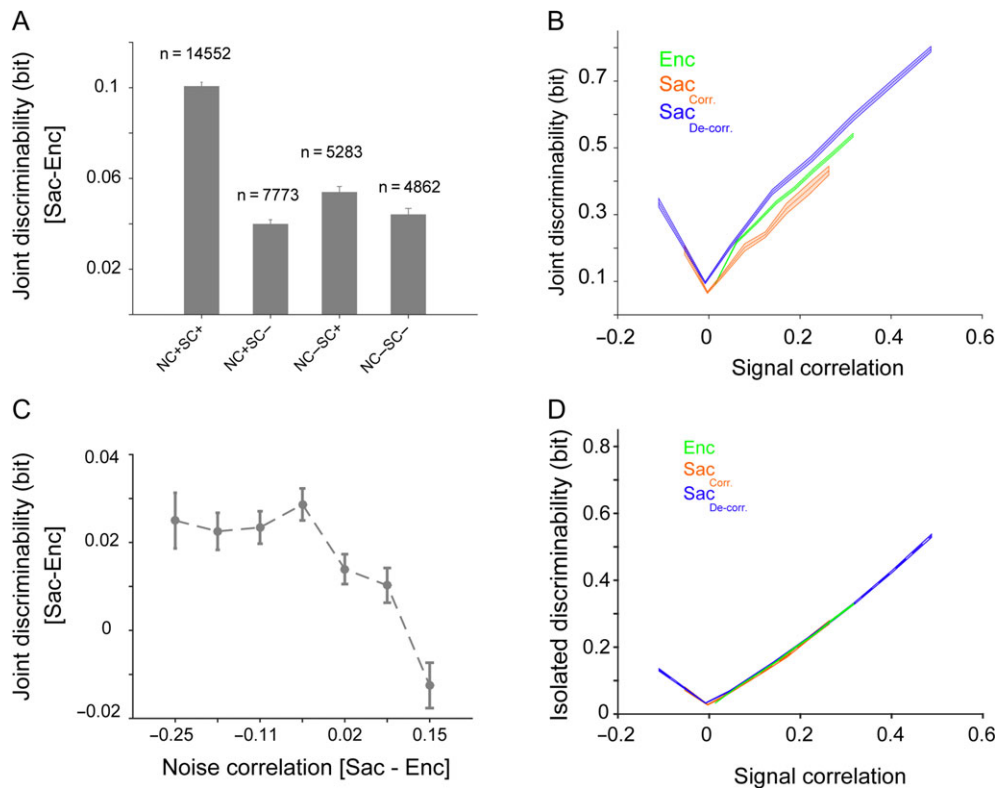 A
Joint discriminability (bit)
[Sac-Enc]
0.1
0.06
0.02
n = 14552
n = 7773
n = 5283
n = 4862
NC+SC+
NC+SC–
NC–SC+
NC–SC–
B
Joint discriminability (bit)
0.7
0.5
0.3
0.1
Enc
Sac
Corr.
Sac
De-corr.
–0.2
0
0.2
0.4
0.6
Signal correlation
C
Joint discriminability (bit)
[Sac-Enc]
0.04
0.02
0
–0.02
–0.25
–0.11
0.02
0.15
Noise correlation [Sac - Enc]
D
Isolated discriminability (bit)
0.8
0.6
0.4
0.2
0
Enc
Sac
Corr.
Sac
De-corr.
–0.2
0
0.2
0.4
0.6
Signal correlation